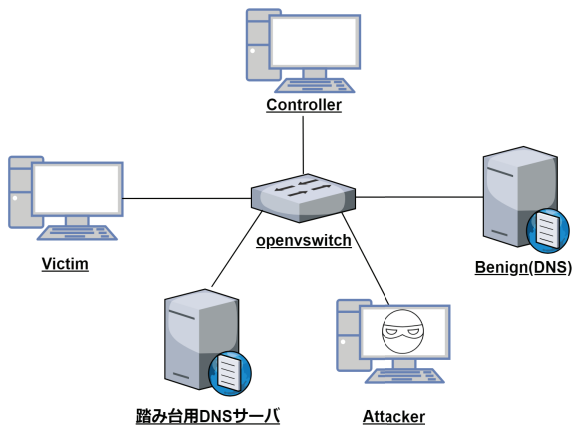 Controller
openvswitch
Victim
Benign(DNS)
踏み台用DNSサーバ
Attacker